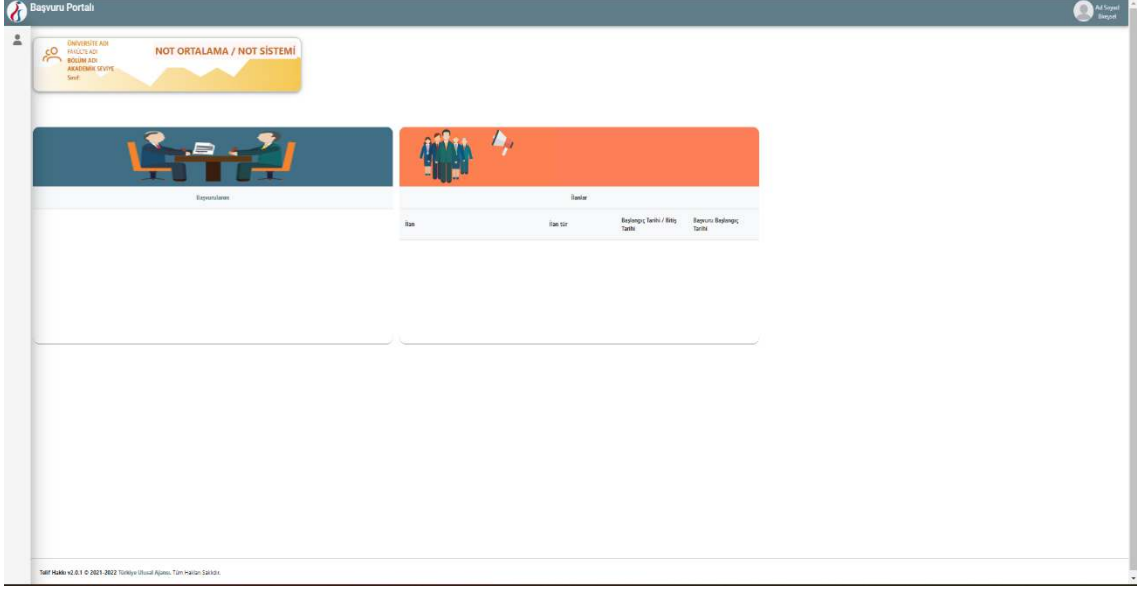 Başvuru Portalı
Ad Soyad
ÜNİVERSİTE ADI
FAKÜLTE ADI
BÖLÜM ADI
AKADEMİK SEVİYE
Sınıf
NOT ORTALAMA / NOT SİSTEMİ
Başvurularım
İlanlar
İlan
İlan tür
Başlangıç Tarihi / Bitiş
Tarihi
Başvuru Başlangıç
Tarihi
Telif Hakkı v2.0.1 © 2021-2022 Türkiye Ulusal Ajansı. Tüm Hakları Saklıdır.